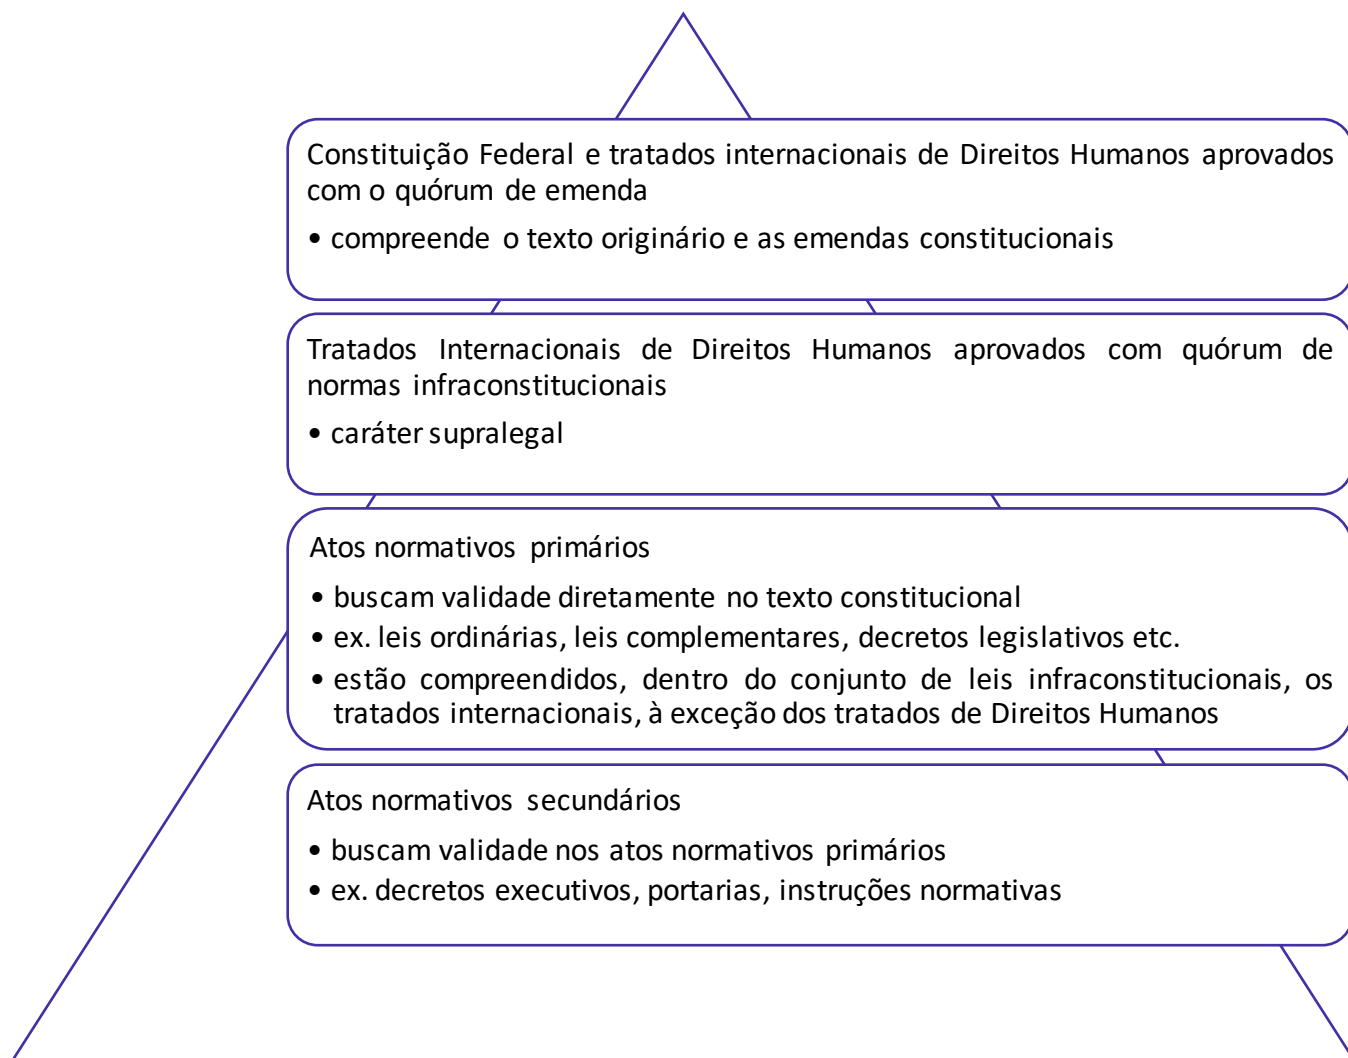 Constituição Federal e tratados internacionais de Direitos Humanos aprovados
com o quórum de emenda
• compreende o texto originário e as emendas constitucionais
Tratados Internacionais de Direitos Humanos aprovados com quórum de
normas infraconstitucionais
• caráter supralegal
Atos normativos primários
• buscam validade diretamente no texto constitucional
• ex. leis ordinárias, leis complementares, decretos legislativos etc.
• estão compreendidos, dentro do conjunto de leis infraconstitucionais, os
tratados internacionais, à exceção dos tratados de Direitos Humanos
Atos normativos secundários
• buscam validade nos atos normativos primários
• ex. decretos executivos, portarias, instruções normativas